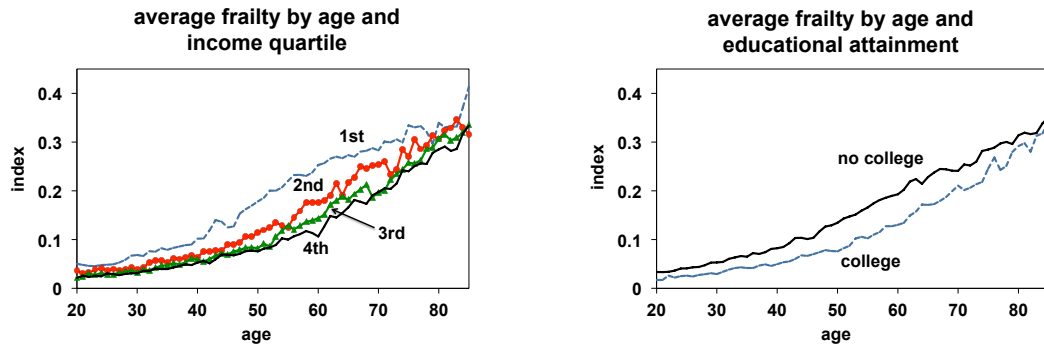 average frailty by age and
income quartile
index
0.4
0.3
0.2
0.1
0
1st
2nd
3rd
4th
20 30 40 50 60 70 80
age
average frailty by age and
educational attainment
index
0.4
0.3
0.2
0.1
0
no college
college
20 30 40 50 60 70 80
age